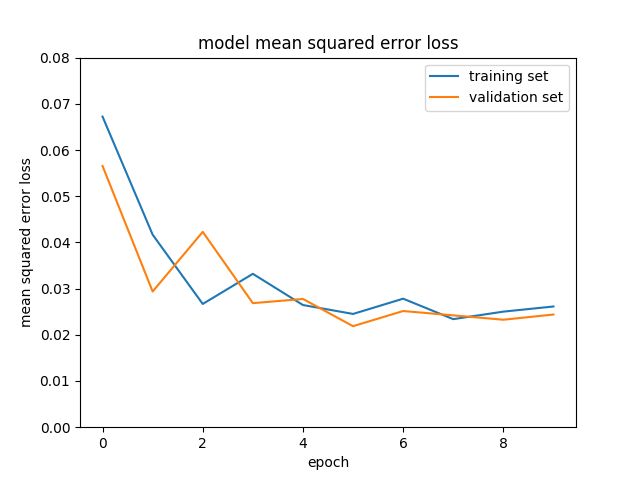 model mean squared error loss
training set
validation set
0.08
0.07
0.06
0.05
0.04
0.03
0.02
0.01
0.00
mean squared error loss
0 2 4 6 8
epoch